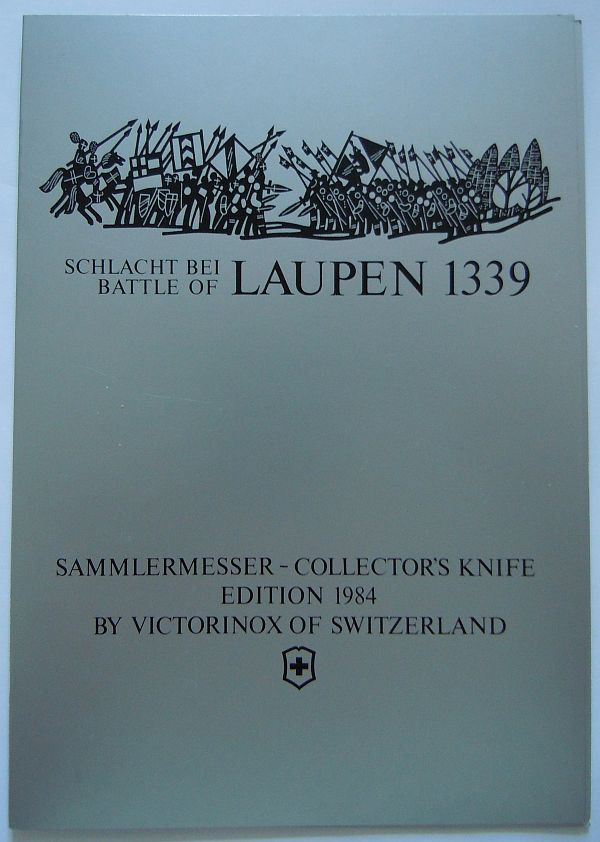 SCHLACHT BEI
BATTLE OF LAUPEN 1339
SAMMLERMESSER - COLLECTOR'S KNIFE
EDITION 1984
BY VICTORINOX OF SWITZERLAND